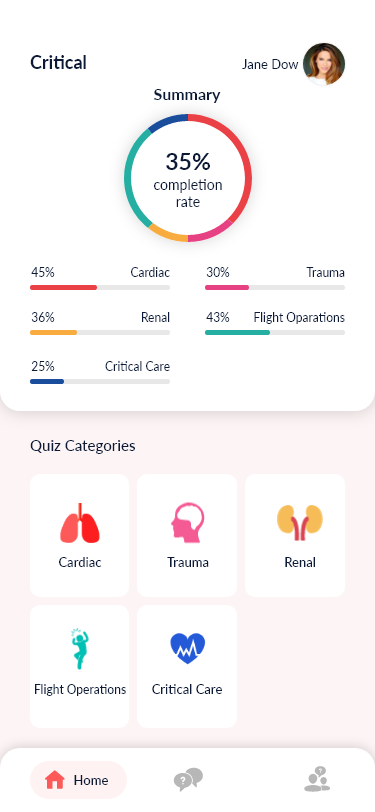 Critical
Jane Dow
Summary
35%
completion
rate
45% Cardiac
30% Trauma
36% Renal
43% Flight Oparations
25% Critical Care
Quiz Categories
Cardiac
Trauma
Renal
Flight Operations
Critical Care
Home